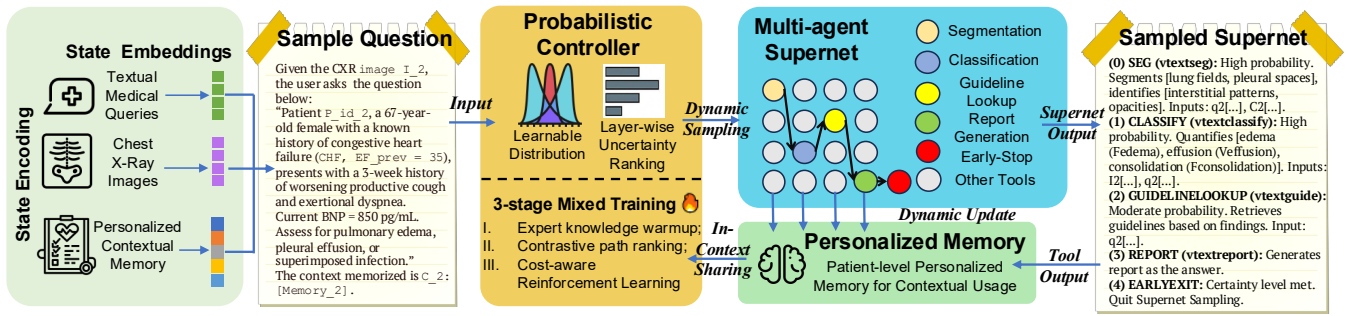 State Encoding
State Embeddings
Textual
Medical
Queries
Chest
X-Ray
Images
Personalized
Contextual
Memory
Sample Question
Given the CXR image I_2,
the user asks the question
below:
"Patient P_id_2, a 67-year-
old female with a known
history of congestive heart
failure (CHF, EF_prev = 35),
presents with a 3-week history
of worsening productive cough
and exertional dyspnea.
Current BNP = 850 pg/mL.
Assess for pulmonary edema,
pleural effusion, or
superimposed infection."
The context memorized is C_2:
[Memory_2].
Input
Probabilistic
Controller
Learnable
Distribution
Layer-wise
Uncertainty
Ranking
3-stage Mixed Training
I. Expert knowledge warmup;
II. Contrastive path ranking;
III. Cost-aware
Reinforcement Learning
Dynamic
Sampling
In-
Context
Sharing
Multi-agent
Supernet
Segmentation
Classification
Guideline
Lookup
Report
Generation
Early-Stop
Other Tools
Dynamic Update
Personalized Memory
Patient-level Personalized
Memory for Contextual Usage
Supernet
Output
Tool
Output
Sampled Supernet
(0) SEG (vtextseg): High probability.
Segments [lung fields, pleural spaces],
identifies [interstitial patterns,
opacities]. Inputs: q2[...], C2[...].
(1) CLASSIFY (vtextclassify): High
probability. Quantifies [edema
(Fedema), effusion (Veffusion),
consolidation (Fconsolidation)]. Inputs:
I2[...], q2[...].
(2) GUIDELINELOOKUP (vtextguide):
Moderate probability. Retrieves
guidelines based on findings. Input:
q2[...].
(3) REPORT (vtextreport): Generates
report as the answer.
(4) EARLYEXIT: Certainty level met.
Quit Supernet Sampling.